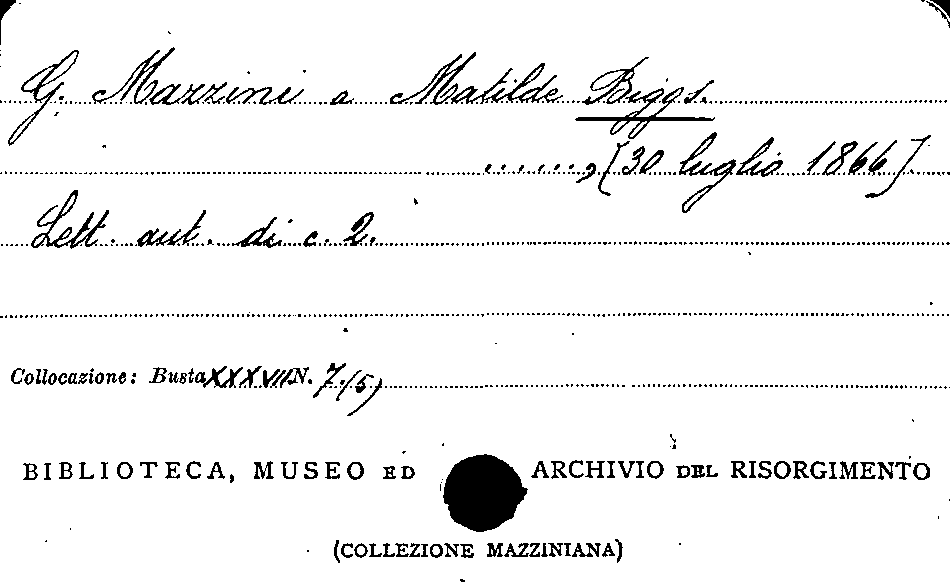 G. Mazzini a Matilde Biggs.
......, [30 luglio 1866].
Lett. aut. di c. 2.
Collocazione: Busta XXXVIII N. 7.(5)
BIBLIOTECA, MUSEO ED ARCHIVIO DEL RISORGIMENTO
(COLLEZIONE MAZZINIANA)